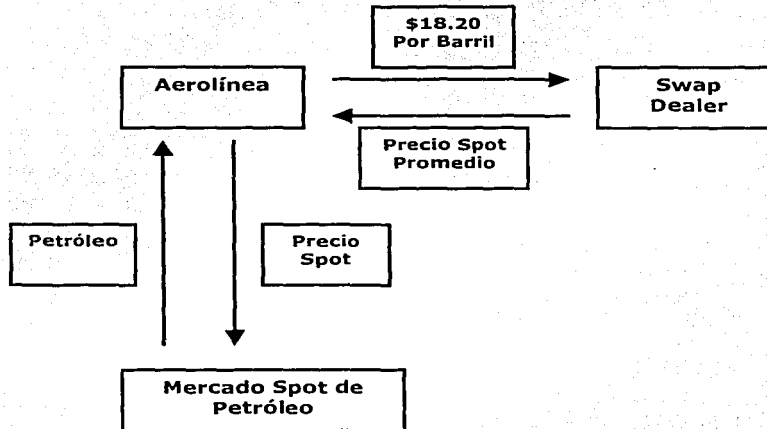 $18.20
Por Barril
Aerolínea
Swap
Dealer
Precio Spot
Promedio
Petróleo
Precio
Spot
Mercado Spot de
Petróleo